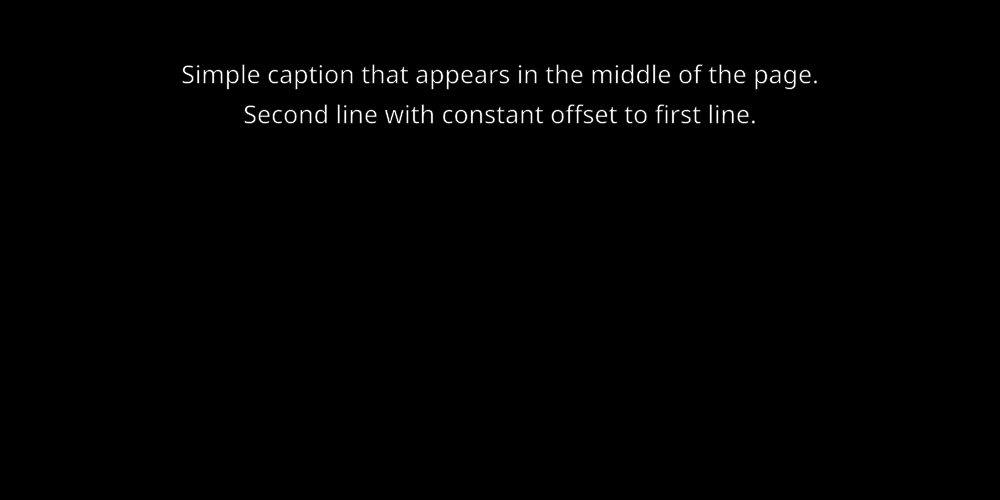 Simple caption that appears in the middle of the page.
Second line with constant offset to first line.